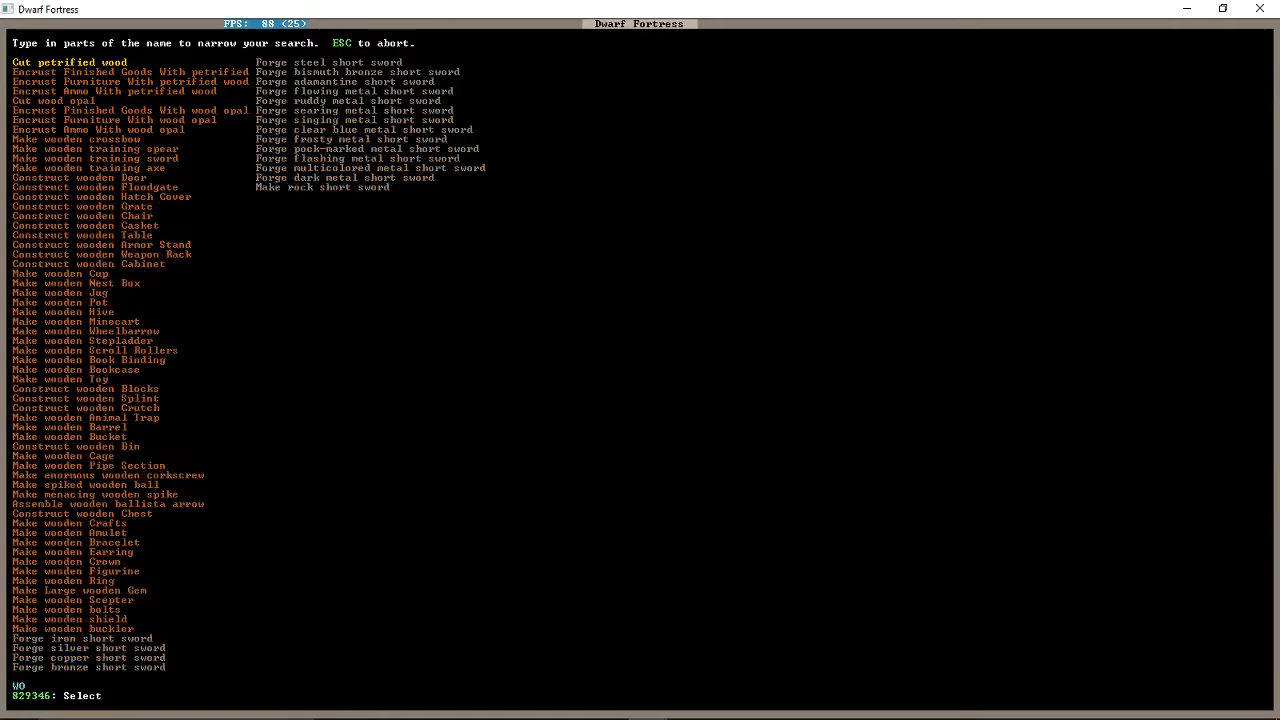 Dwarf Fortress
FPS: 88 (25)
Dwarf Fortress
Type in parts of the name to narrow your search. ESC to abort.
Cut petrified wood
Encrust Finished Goods With petrified
Encrust Furniture With petrified wood
Encrust Ammo With petrified wood
Cut wood opal
Encrust Finished Goods With wood opal
Encrust Furniture With wood opal
Encrust Ammo With wood opal
Make wooden crossbow
Make wooden training spear
Make wooden training sword
Make wooden training axe
Construct wooden Door
Construct wooden Floodgate
Construct wooden Hatch Cover
Construct wooden Grate
Construct wooden Chair
Construct wooden Casket
Construct wooden Table
Construct wooden Armor Stand
Construct wooden Weapon Rack
Construct wooden Cabinet
Make wooden Cup
Make wooden Nest Box
Make wooden Jug
Make wooden Pot
Make wooden Hive
Make wooden Minecart
Make wooden Wheelbarrow
Make wooden Stepladder
Make wooden Scroll Rollers
Make wooden Book Binding
Make wooden Bookcase
Make wooden Toy
Construct wooden Blocks
Construct wooden Splint
Construct wooden Crutch
Make wooden Animal Trap
Make wooden Barrel
Make wooden Bucket
Construct wooden Bin
Make wooden Cage
Make wooden Pipe Section
Make enormous wooden corkscrew
Make spiked wooden ball
Make menacing wooden spike
Assemble wooden ballista arrow
Construct wooden Chest
Make wooden Crafts
Make wooden Amulet
Make wooden Bracelet
Make wooden Earring
Make wooden Crown
Make wooden Figurine
Make wooden Ring
Make Large wooden Gem
Make wooden Scepter
Make wooden bolts
Make wooden shield
Make wooden buckler
Forge iron short sword
Forge silver short sword
Forge copper short sword
Forge bronze short sword
Forge steel short sword
Forge bismuth bronze short sword
Forge adamantine short sword
Forge flowing metal short sword
Forge ruddy metal short sword
Forge searing metal short sword
Forge singing metal short sword
Forge clear blue metal short sword
Forge frosty metal short sword
Forge pock-marked metal short sword
Forge flashing metal short sword
Forge multicolored metal short sword
Forge dark metal short sword
Make rock short sword
WO
829346: Select